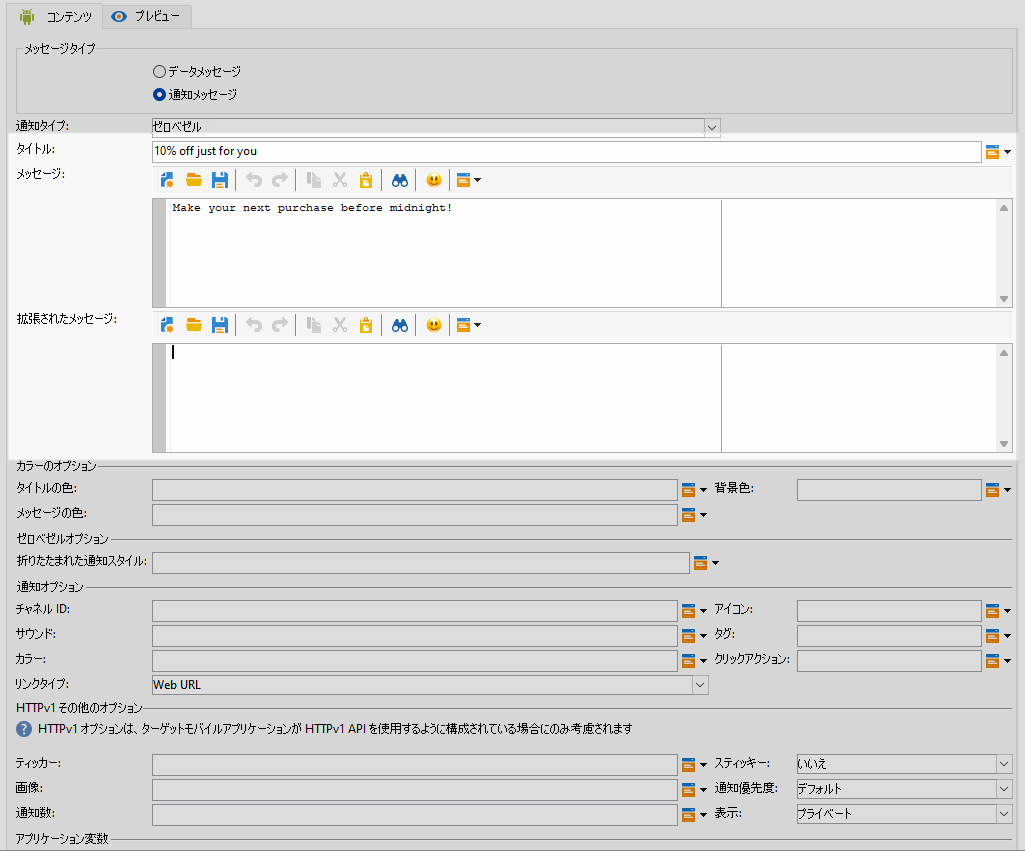 コンテンツ プレビュー
メッセージタイプ
データメッセージ
通知メッセージ
通知タイプ: ゼロベゼル
タイトル: 10% off just for you
メッセージ:
Make your next purchase before midnight!
拡張されたメッセージ:
カラーのオプション
タイトルの色: 背景色:
メッセージの色:
ゼロベゼルオプション
折りたたまれた通知スタイル:
通知オプション
チャネル ID: アイコン:
サウンド: タグ:
カラー: クリックアクション:
リンクタイプ: Web URL
HTTPv1 その他のオプション
HTTPv1 オプションは、ターゲットモバイルアプリケーションが HTTPv1 API を使用するように構成されている場合にのみ考慮されます
ティッカー: スティッキー: いいえ
画像: 通知優先度: デフォルト
通知数: 表示: プライベート
アプリケーション変数